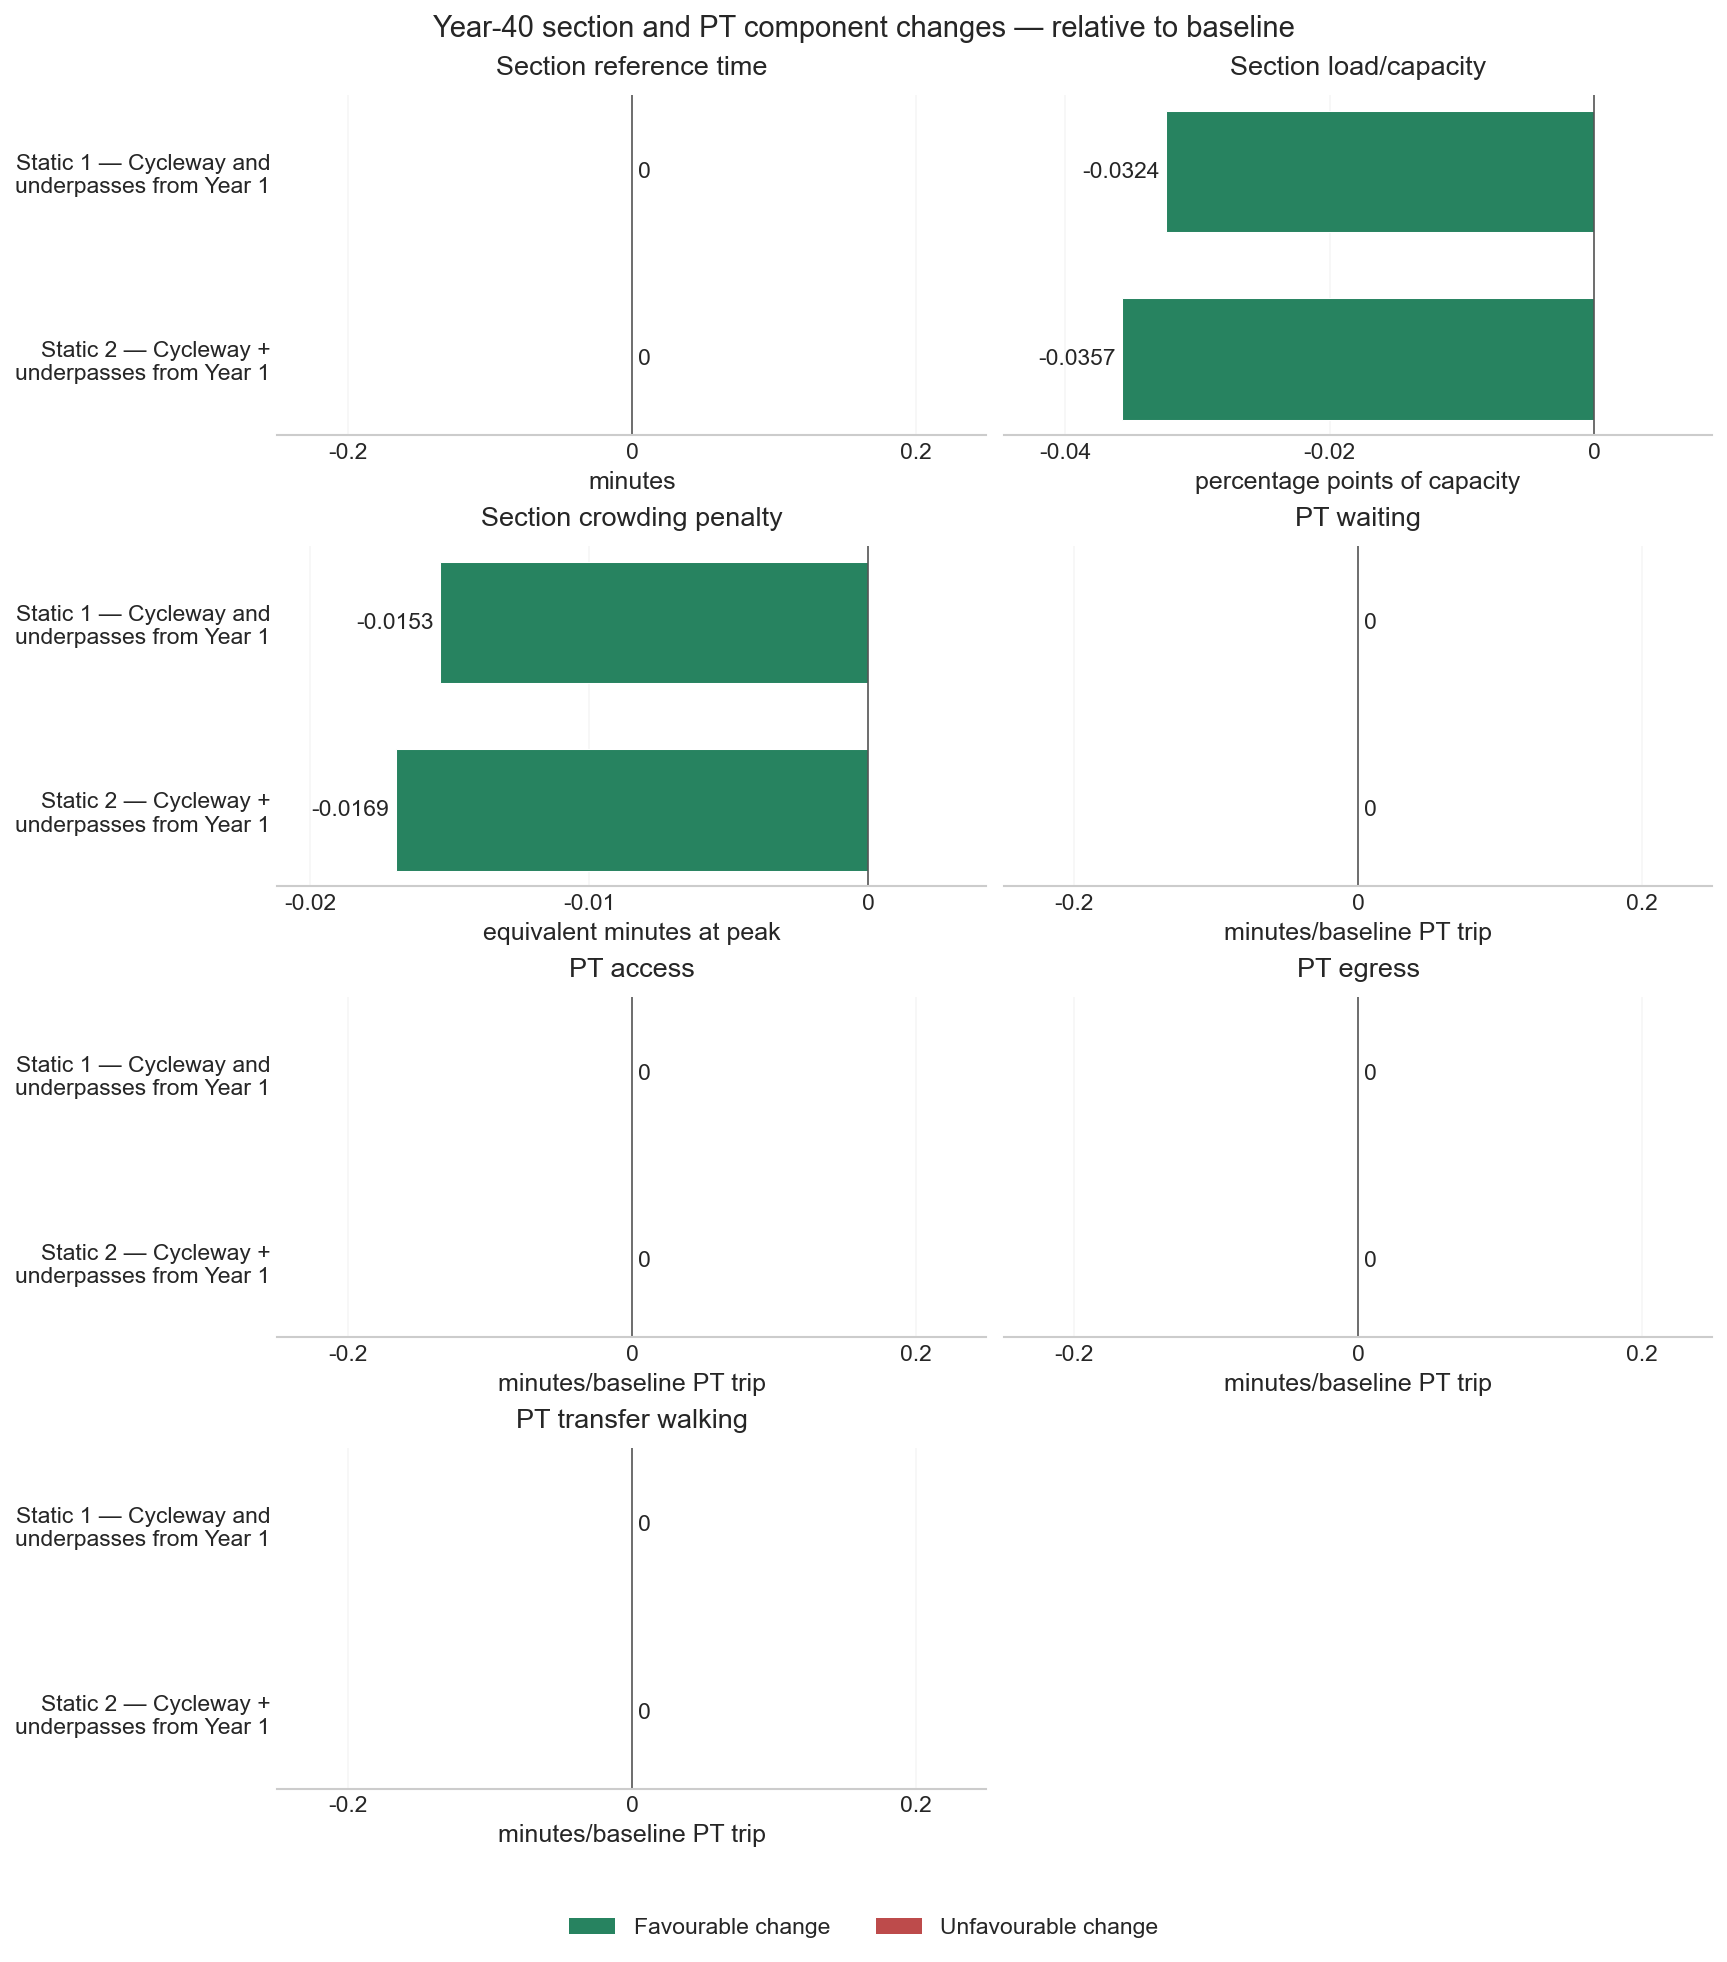 Year-40 section and PT component changes — relative to baseline
Section reference time
Static 1 — Cycleway and
underpasses from Year 1
0
Static 2 — Cycleway +
underpasses from Year 1
0
-0.2
0
0.2
minutes
Section load/capacity
-0.0324
-0.0357
-0.04
-0.02
0
percentage points of capacity
Section crowding penalty
Static 1 — Cycleway and
underpasses from Year 1
-0.0153
Static 2 — Cycleway +
underpasses from Year 1
-0.0169
-0.02
-0.01
0
equivalent minutes at peak
PT waiting
0
0
-0.2
0
0.2
minutes/baseline PT trip
PT access
Static 1 — Cycleway and
underpasses from Year 1
0
Static 2 — Cycleway +
underpasses from Year 1
0
-0.2
0
0.2
minutes/baseline PT trip
PT egress
0
0
-0.2
0
0.2
minutes/baseline PT trip
PT transfer walking
Static 1 — Cycleway and
underpasses from Year 1
0
Static 2 — Cycleway +
underpasses from Year 1
0
-0.2
0
0.2
minutes/baseline PT trip
Favourable change
Unfavourable change